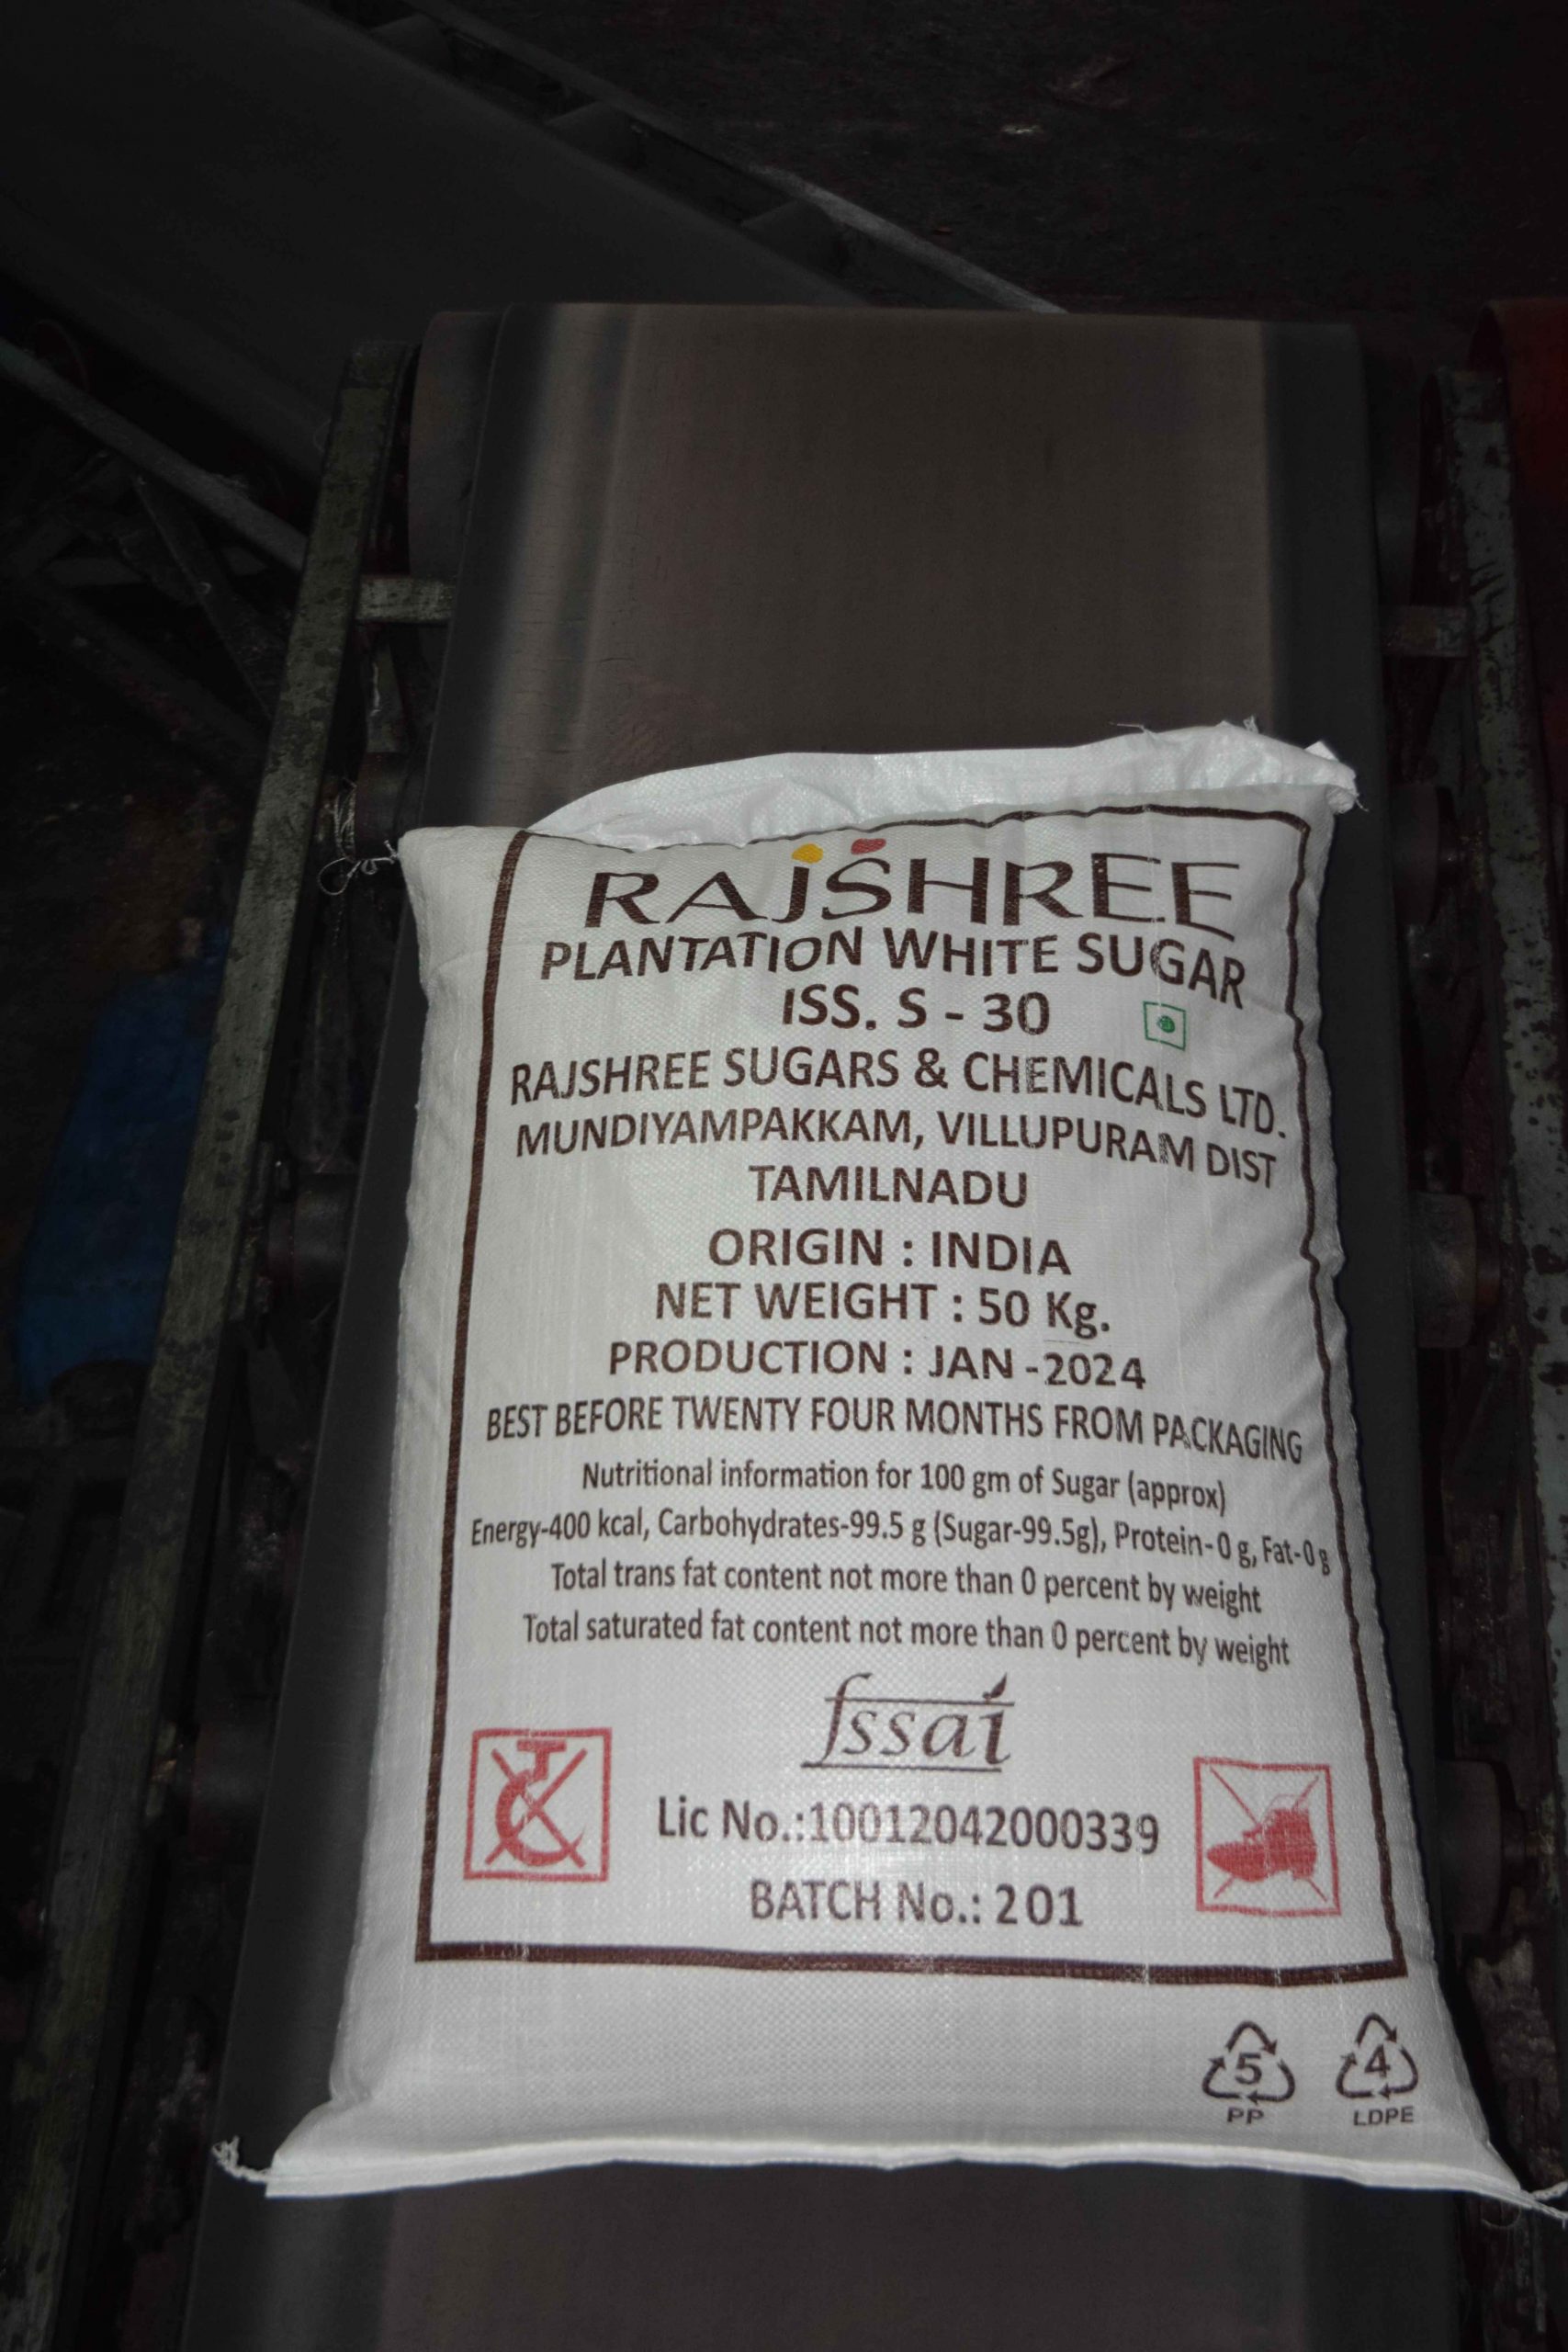 RAJSHREE
PLANTATION WHITE SUGAR
ISS. S - 30
RAJSHREE SUGARS & CHEMICALS LTD.
MUNDIYAMPAKKAM, VILLUPURAM DIST
TAMILNADU
ORIGIN : INDIA
NET WEIGHT : 50 Kg.
PRODUCTION : JAN - 2024
BEST BEFORE TWENTY FOUR MONTHS FROM PACKAGING
Nutritional information for 100 gm of Sugar (approx)
Energy-400 kcal, Carbohydrates-99.5 g (Sugar-99.5g), Protein-0 g, Fat-0 g
Total trans fat content not more than 0 percent by weight
Total saturated fat content not more than 0 percent by weight
fssai
Lic No.:10012042000339
BATCH No.: 201
5 4
PP LDPE